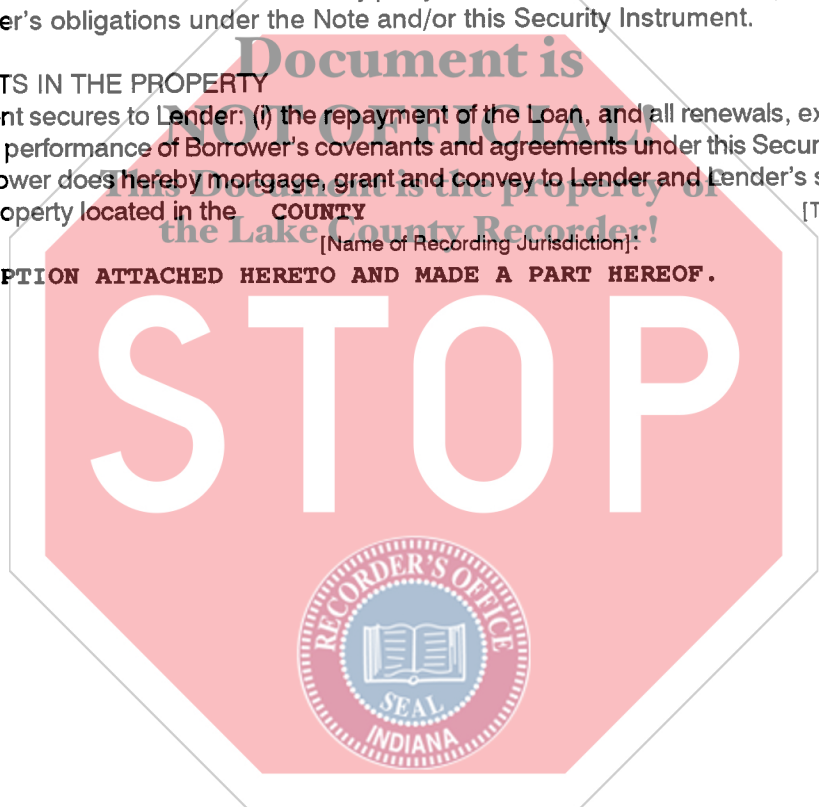 er's obligations under the Note and/or this Security Instrument.
Document is
TS IN THE PROPERTY
nt secures to Lender: (i) the repayment of the Loan, and all renewals, ex
NOT OFFICIAL!
performance of Borrower's covenants and agreements under this Secur
ower does hereby mortgage, grant and convey to Lender and Lender's s
This Document is the property of
operty located in the COUNTY [T
the Lake County Recorder!
[Name of Recording Jurisdiction]:
PTION ATTACHED HERETO AND MADE A PART HEREOF.
STOP
RECORDER'S OFFICE
SEAL
INDIANA